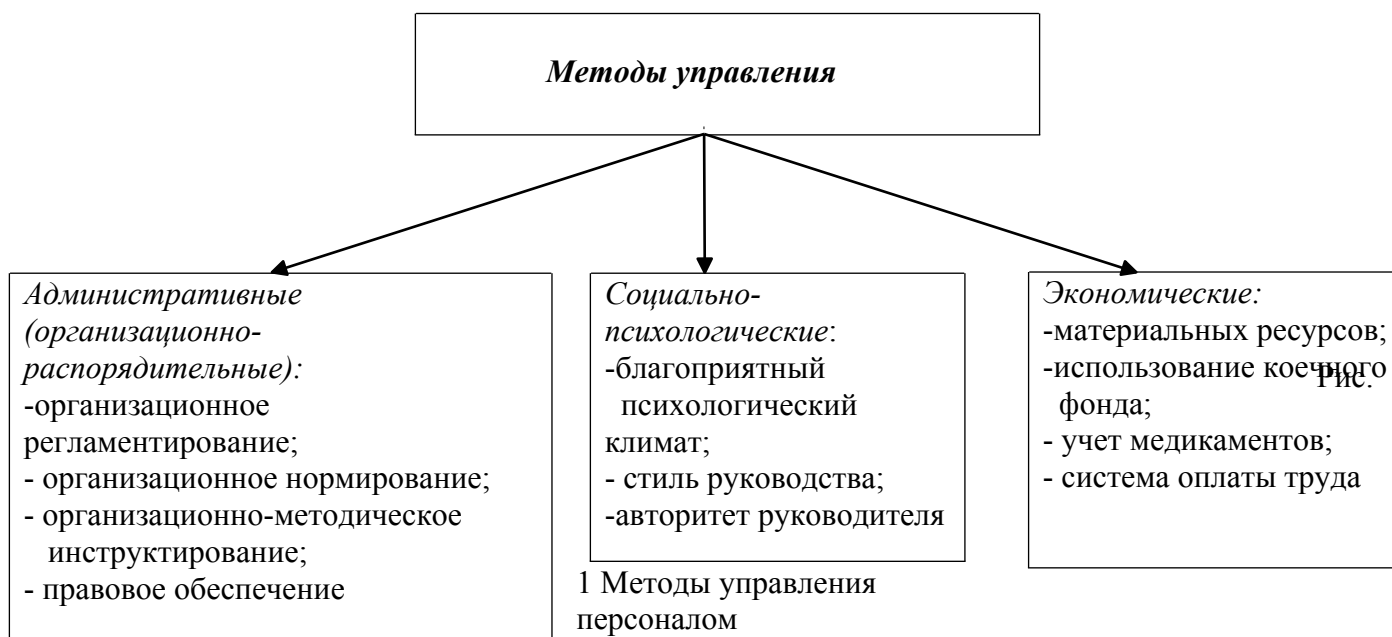 Методы управления
Административные
(организационно-
распорядительные):
-организационное
регламентирование;
- организационное нормирование;
- организационно-методическое
инструктирование;
- правовое обеспечение
Социально-
психологические:
-благоприятный
психологический
климат;
- стиль руководства;
-авторитет руководителя
Экономические:
-материальных ресурсов;
-использование коечного
фонда;
- учет медикаментов;
- система оплаты труда
Рис.
1 Методы управления
персоналом